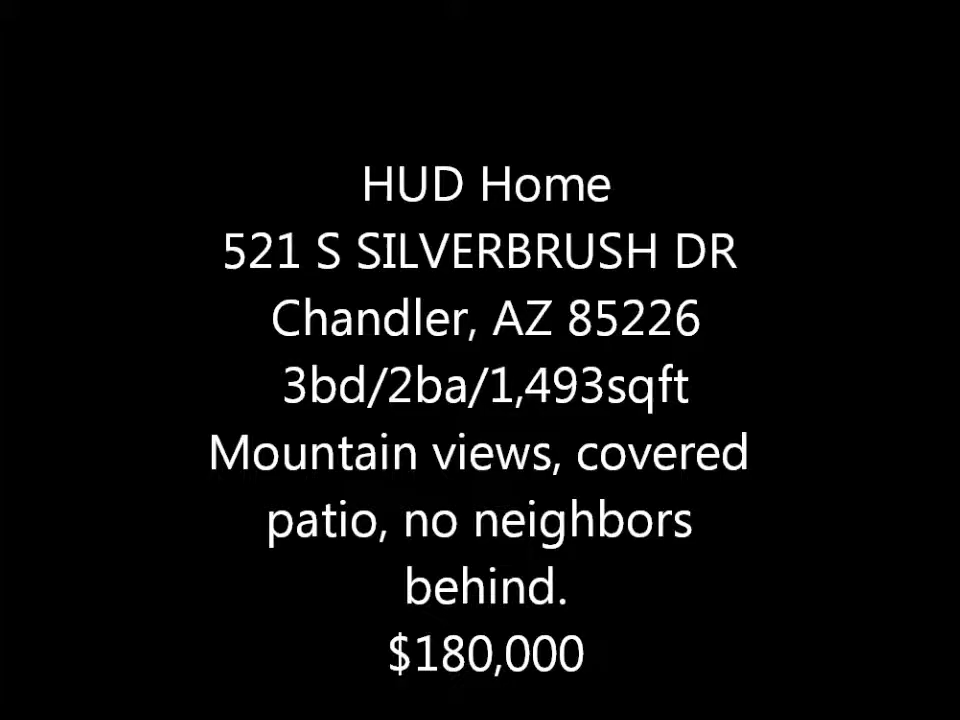 HUD Home
521 S SILVERBRUSH DR
Chandler, AZ 85226
3bd/2ba/1,493sqft
Mountain views, covered
patio, no neighbors
behind.
$180,000